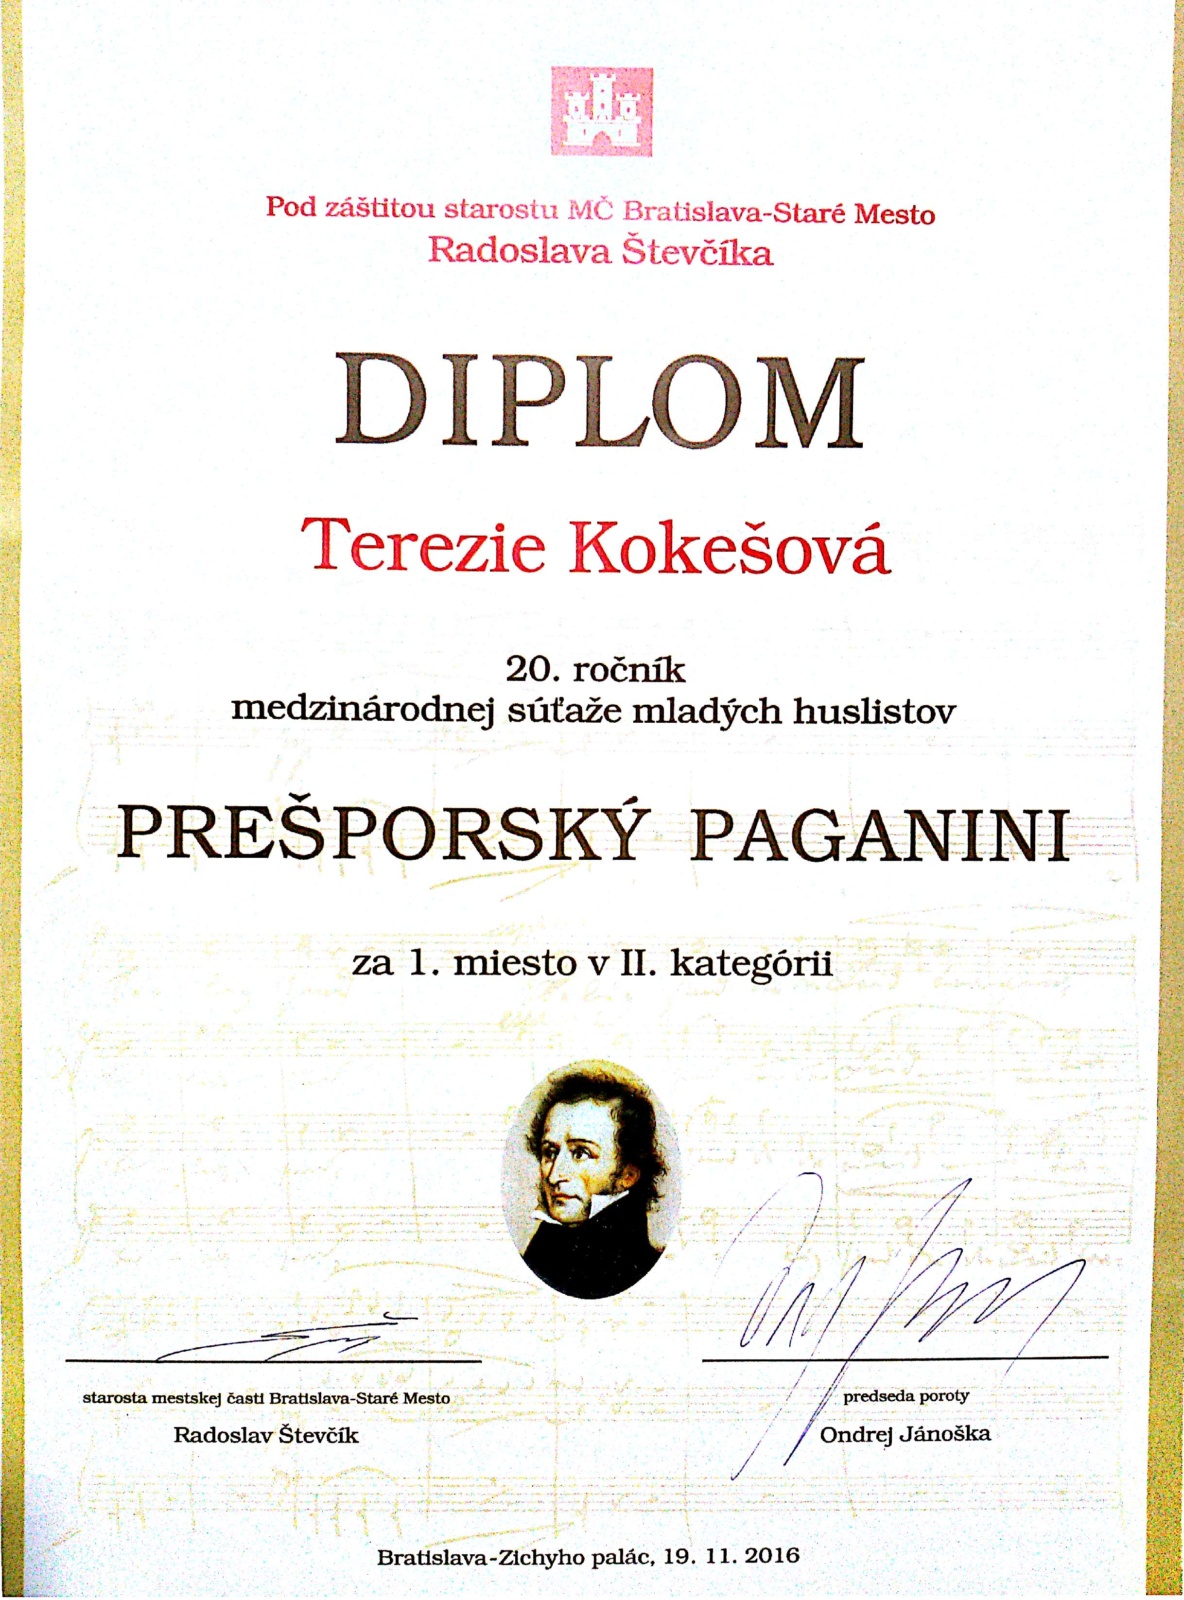 Pod záštitou starostu MČ Bratislava-Staré Mesto
Radoslava Števčíka
DIPLOM
Terezie Kokešová
20. ročník
medzinárodnej súťaže mladých huslistov
PREŠPORSKÝ PAGANINI
za 1. miesto v II. kategórii
starosta mestskej časti Bratislava-Staré Mesto
Radoslav Števčík
predseda poroty
Ondrej Jánoška
Bratislava-Zichyho palác, 19. 11. 2016